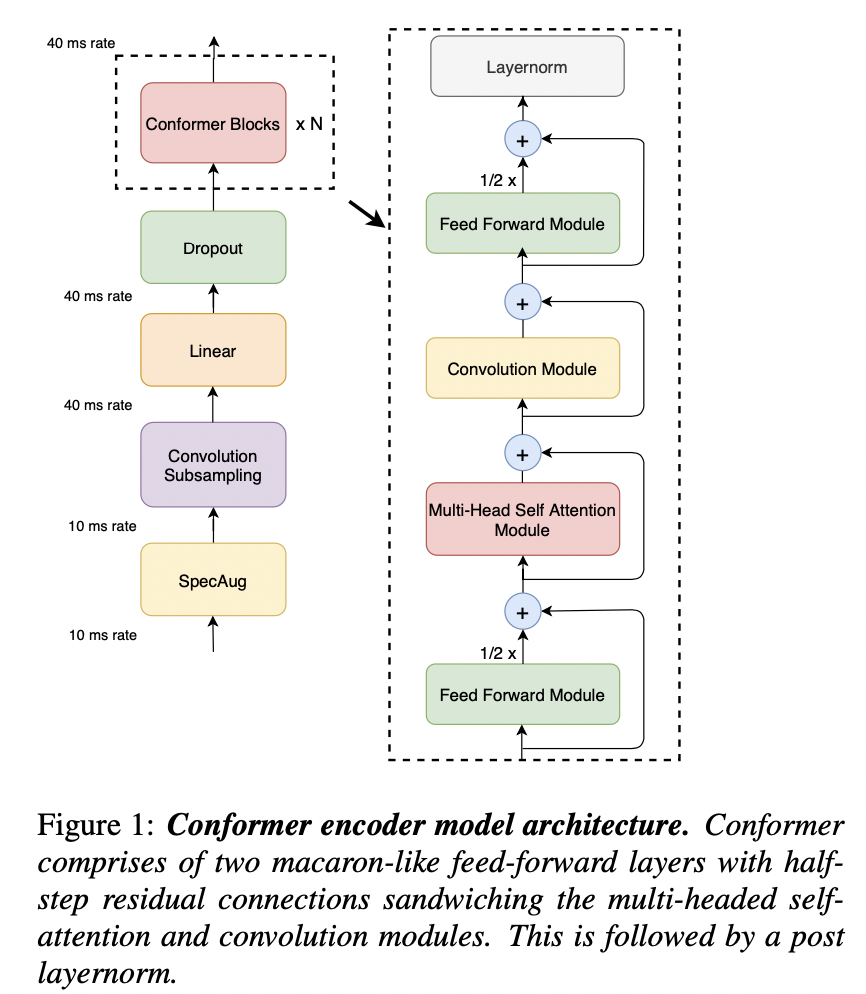 40 ms rate
Conformer Blocks
x N
Dropout
40 ms rate
Linear
40 ms rate
Convolution
Subsampling
10 ms rate
SpecAug
10 ms rate
Layernorm
+
1/2 x
Feed Forward Module
+
Convolution Module
+
Multi-Head Self Attention
Module
+
1/2 x
Feed Forward Module
Figure 1: Conformer encoder model architecture. Conformer
comprises of two macaron-like feed-forward layers with half-
step residual connections sandwiching the multi-headed self-
attention and convolution modules. This is followed by a post
layernorm.